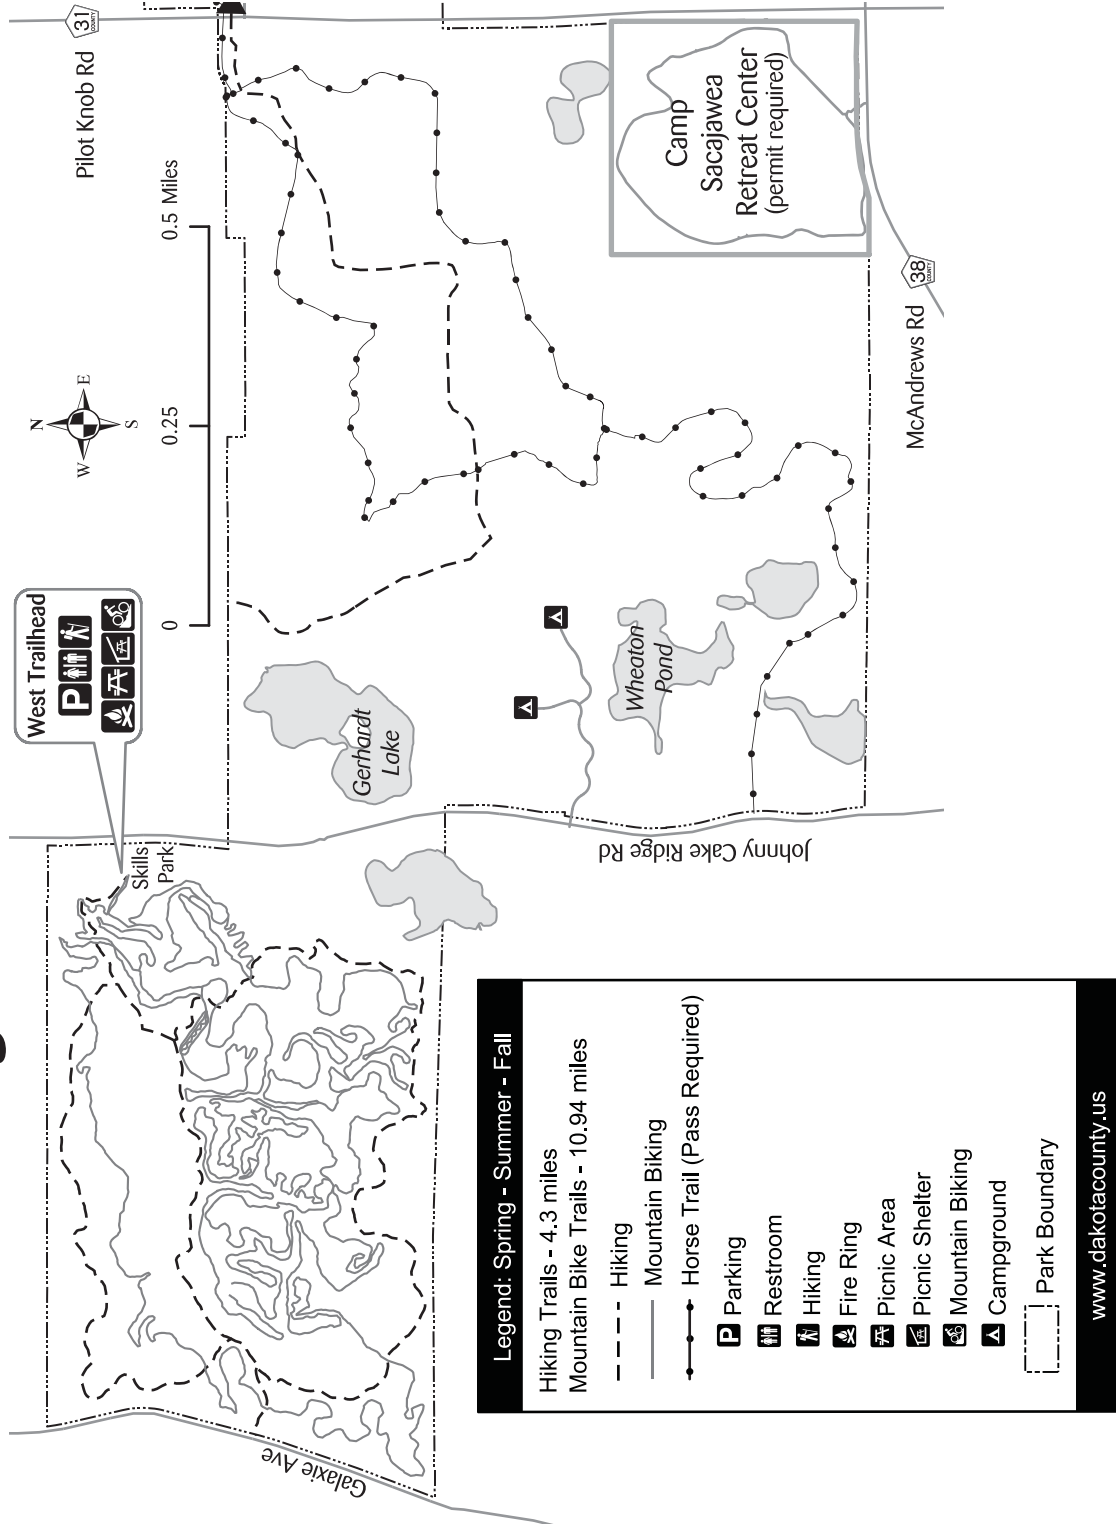 31
COUNTY
Pilot Knob Rd
Camp
Sacajawea
Retreat Center
(permit required)
38
COUNTY
McAndrews Rd
N
E
S
W
0
0.25
0.5 Miles
West Trailhead
P
Skills
Park
Gerhardt
Lake
Wheaton
Pond
Johnny Cake Ridge Rd
Galaxie Ave
Legend: Spring - Summer - Fall
Hiking Trails - 4.3 miles
Mountain Bike Trails - 10.94 miles
Hiking
Mountain Biking
Horse Trail (Pass Required)
P Parking
Restroom
Hiking
Fire Ring
Picnic Area
Picnic Shelter
Mountain Biking
Campground
Park Boundary
www.dakotacounty.us